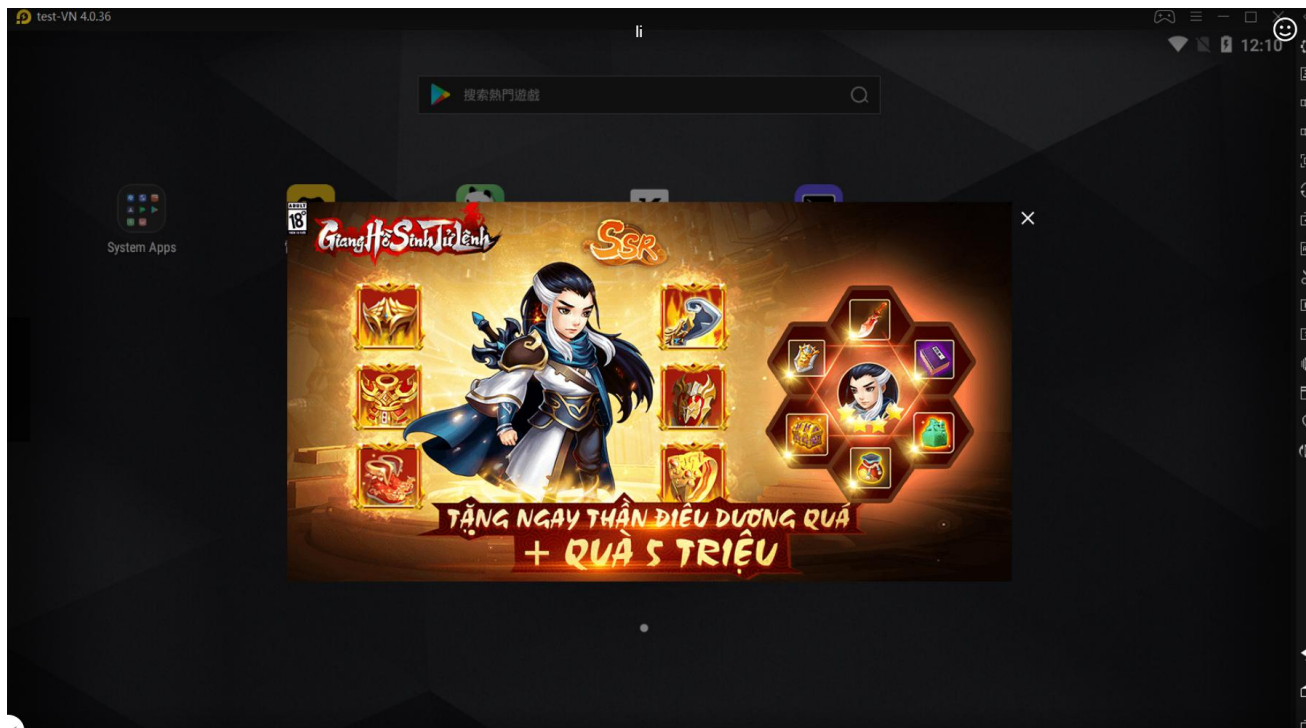 test-VN 4.0.36
li
12:10
搜索熱門遊戲
System Apps
ADULT
18+
Giang Hồ Sinh Tử Lệnh
SSR
TẶNG NGAY THẦN ĐIÊU DƯƠNG QUÁ
+ QUÀ 5 TRIỆU